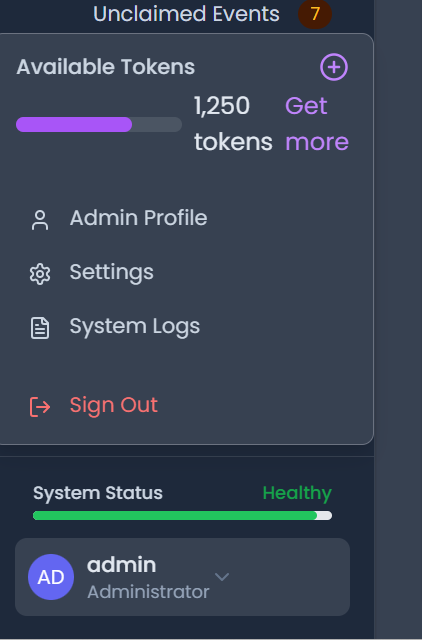 Unclaimed Events 7
Available Tokens
1,250 Get
tokens more
Admin Profile
Settings
System Logs
Sign Out
System Status Healthy
AD admin
Administrator